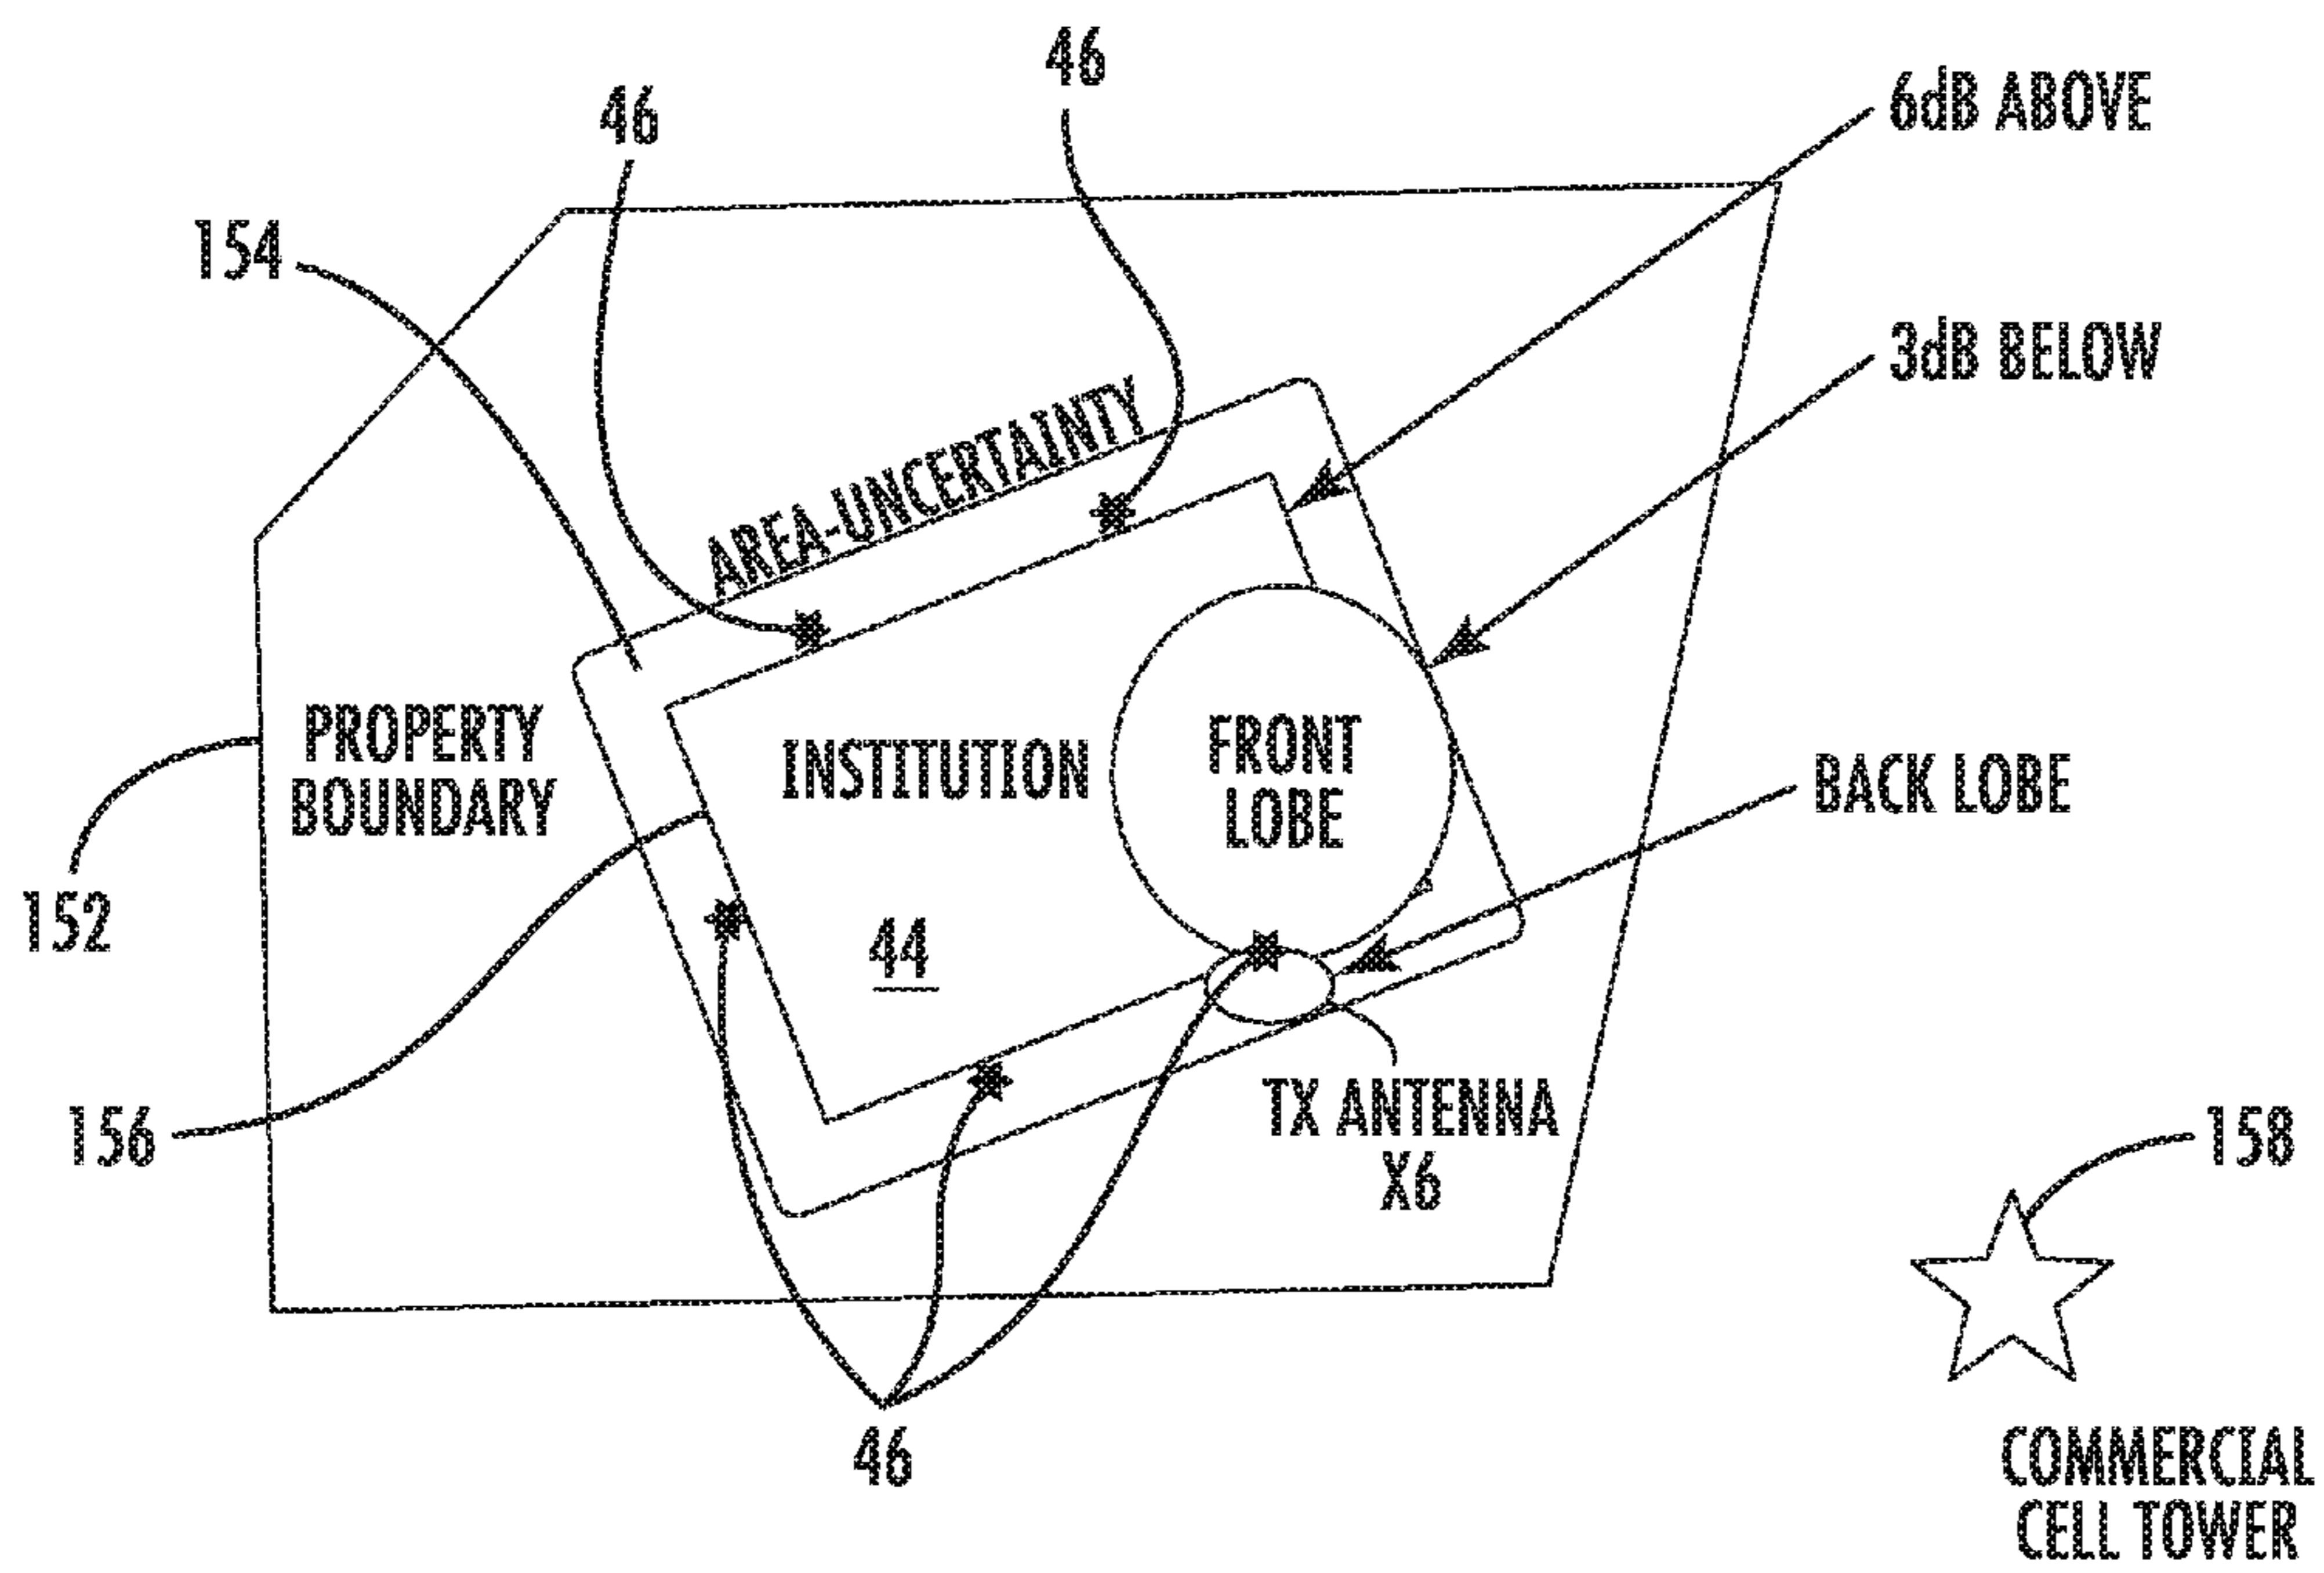 46
46
6dB ABOVE
154
3dB BELOW
AREA-UNCERTAINTY
PROPERTY
BOUNDARY
INSTITUTION
FRONT
LOBE
BACK LOBE
152
44
156
TX ANTENNA
X6
158
46
COMMERCIAL
CELL TOWER